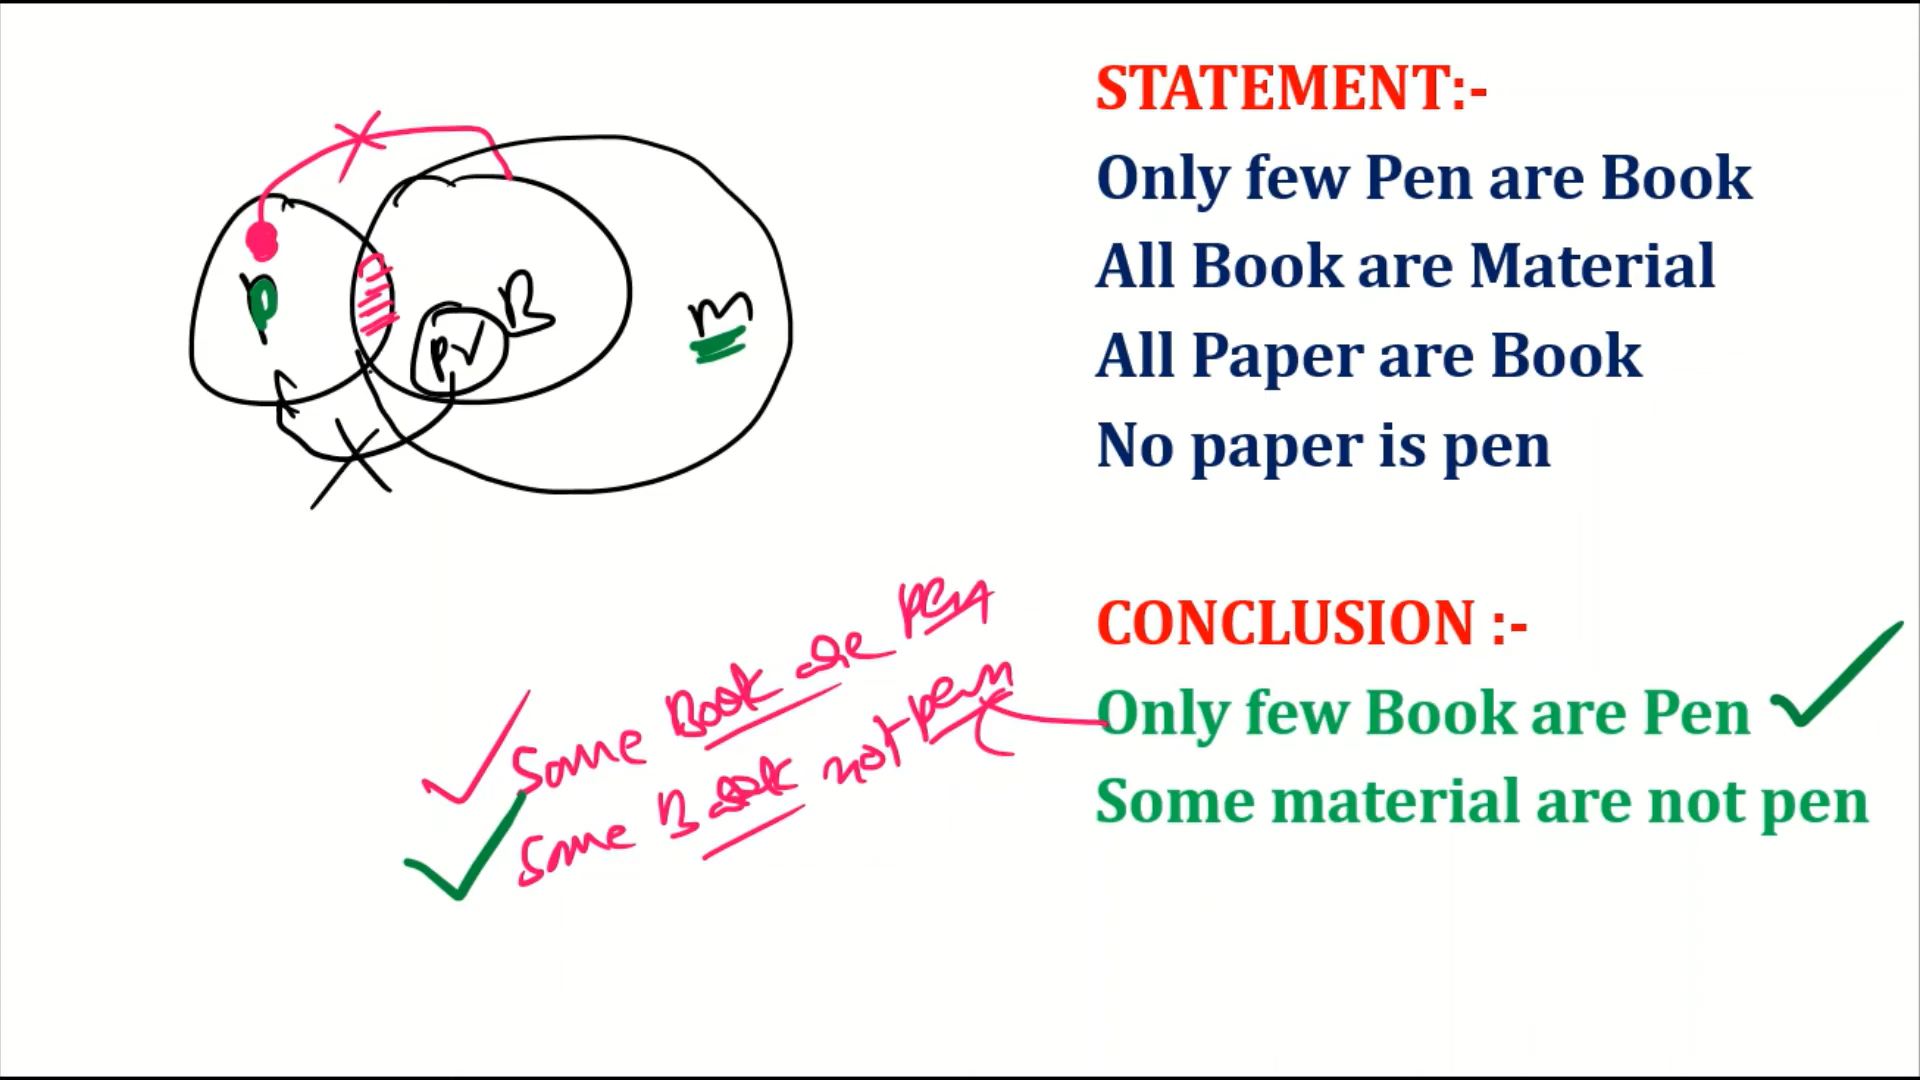 STATEMENT:-
Only few Pen are Book
All Book are Material
All Paper are Book
No paper is pen
CONCLUSION :-
Only few Book are Pen
Some material are not pen
P
B
m
Some Book are pen
Some Book not pen